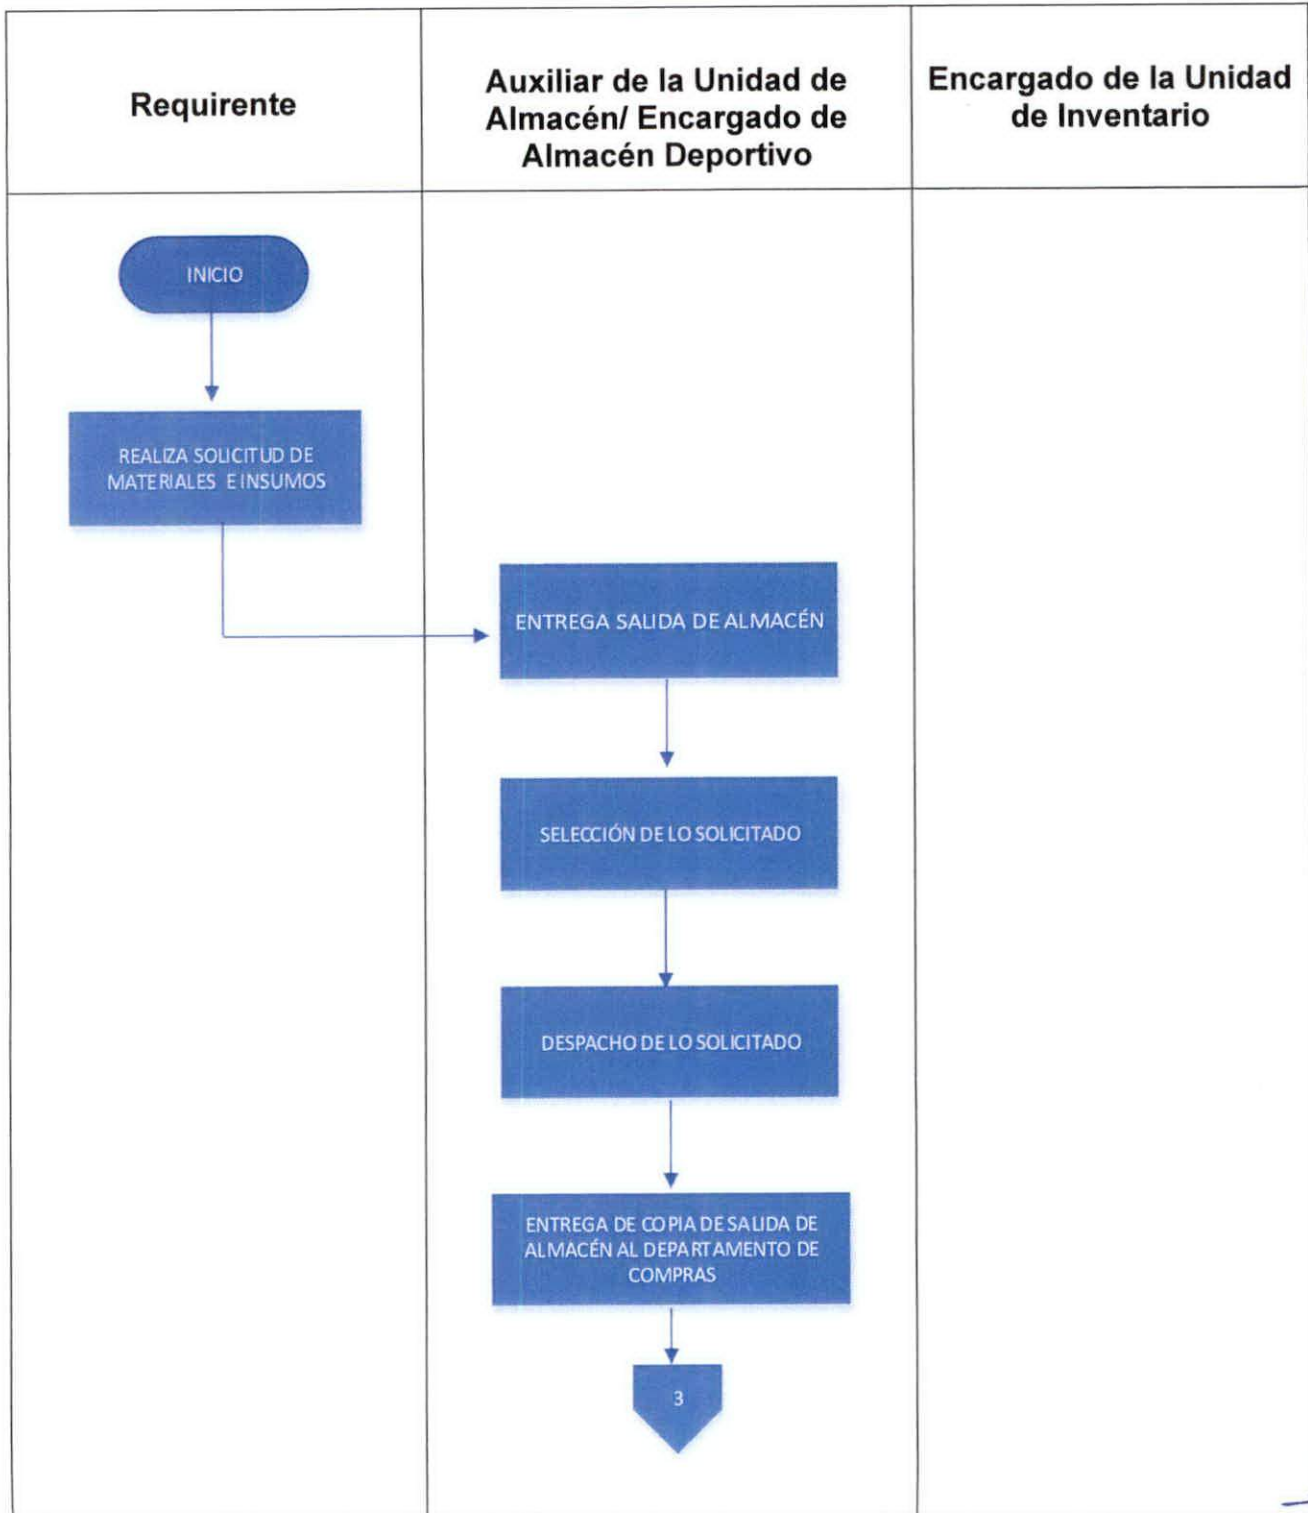 Requirente
Auxiliar de la Unidad de
Almacén/ Encargado de
Almacén Deportivo
Encargado de la Unidad
de Inventario
INICIO
REALIZA SOLICITUD DE
MATERIALES E INSUMOS
ENTREGA SALIDA DE ALMACÉN
SELECCIÓN DE LO SOLICITADO
DESPACHO DE LO SOLICITADO
ENTREGA DE COPIA DE SALIDA DE
ALMACÉN AL DEPARTAMENTO DE
COMPRAS
3